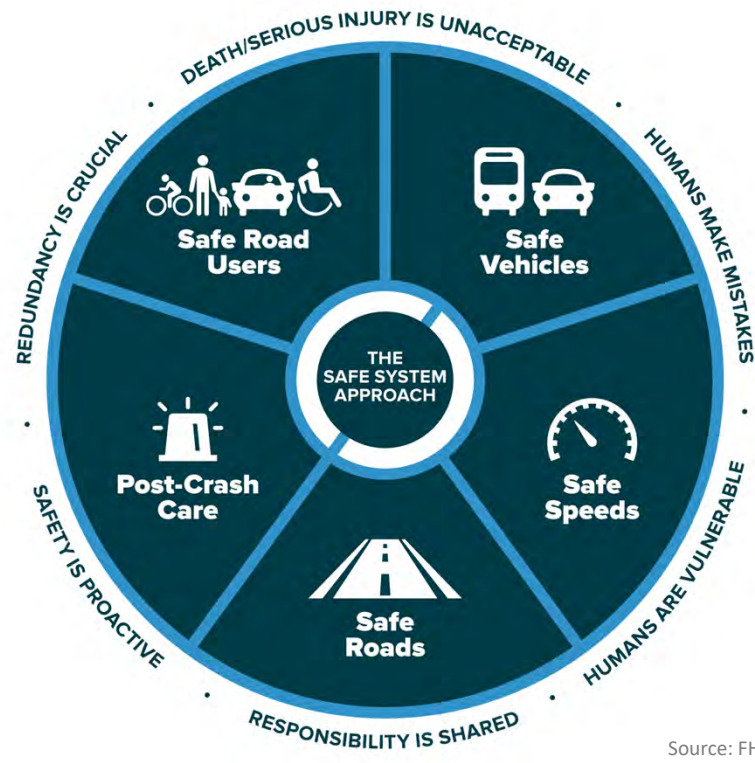 DEATH/SERIOUS INJURY IS UNACCEPTABLE
HUMANS MAKE MISTAKES
HUMANS ARE VULNERABLE
RESPONSIBILITY IS SHARED
SAFETY IS PROACTIVE
REDUNDANCY IS CRUCIAL
Safe Road
Users
Safe
Vehicles
THE
SAFE SYSTEM
APPROACH
Post-Crash
Care
Safe
Speeds
Safe
Roads
Source: FH